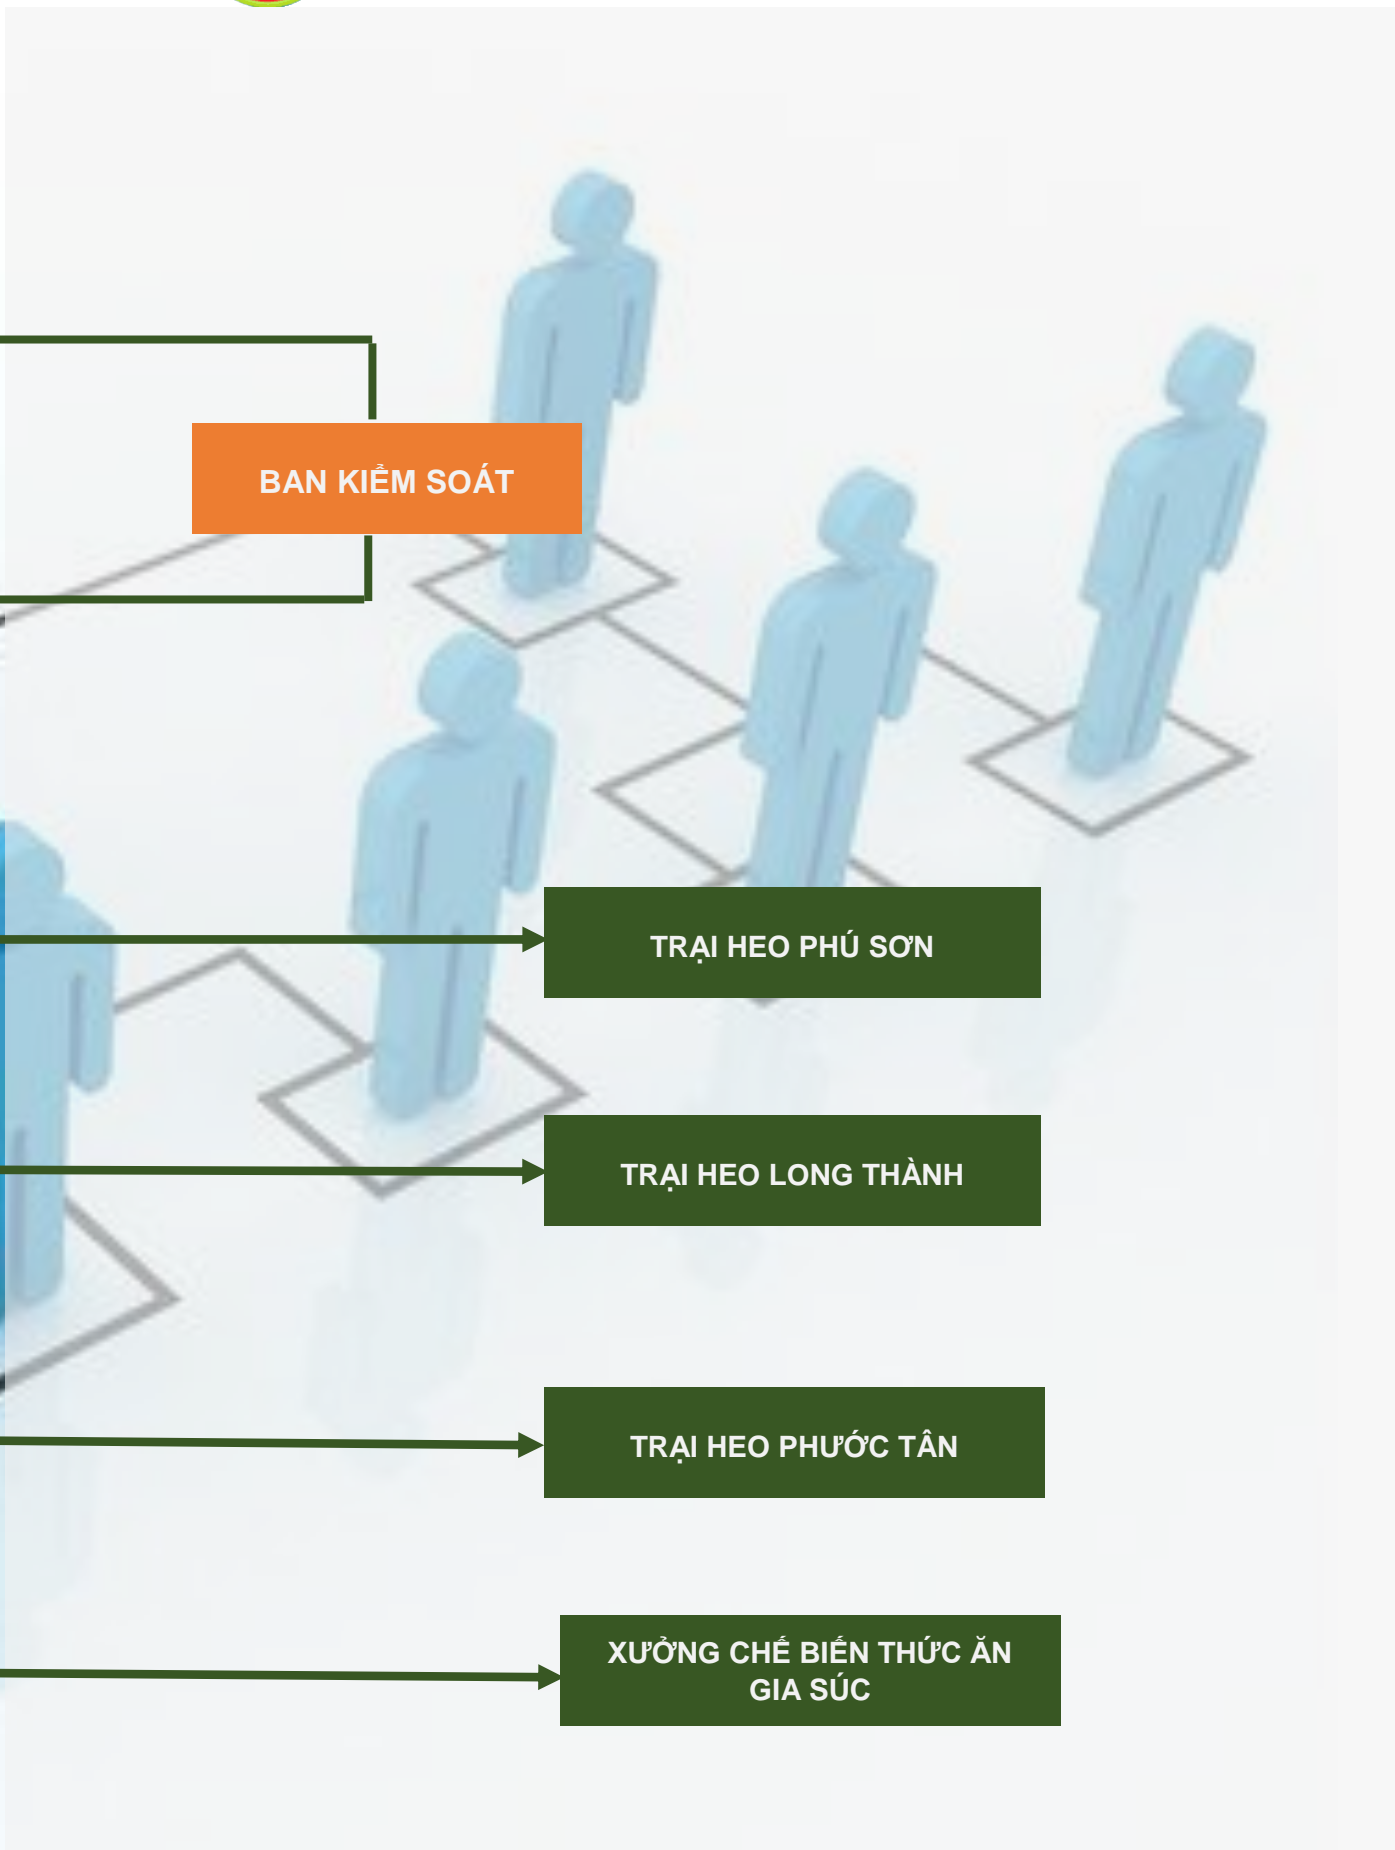 BAN KIỂM SOÁT
TRẠI HEO PHÚ SƠN
TRẠI HEO LONG THÀNH
TRẠI HEO PHƯỚC TÂN
XƯỞNG CHẾ BIẾN THỨC ĂN
GIA SÚC